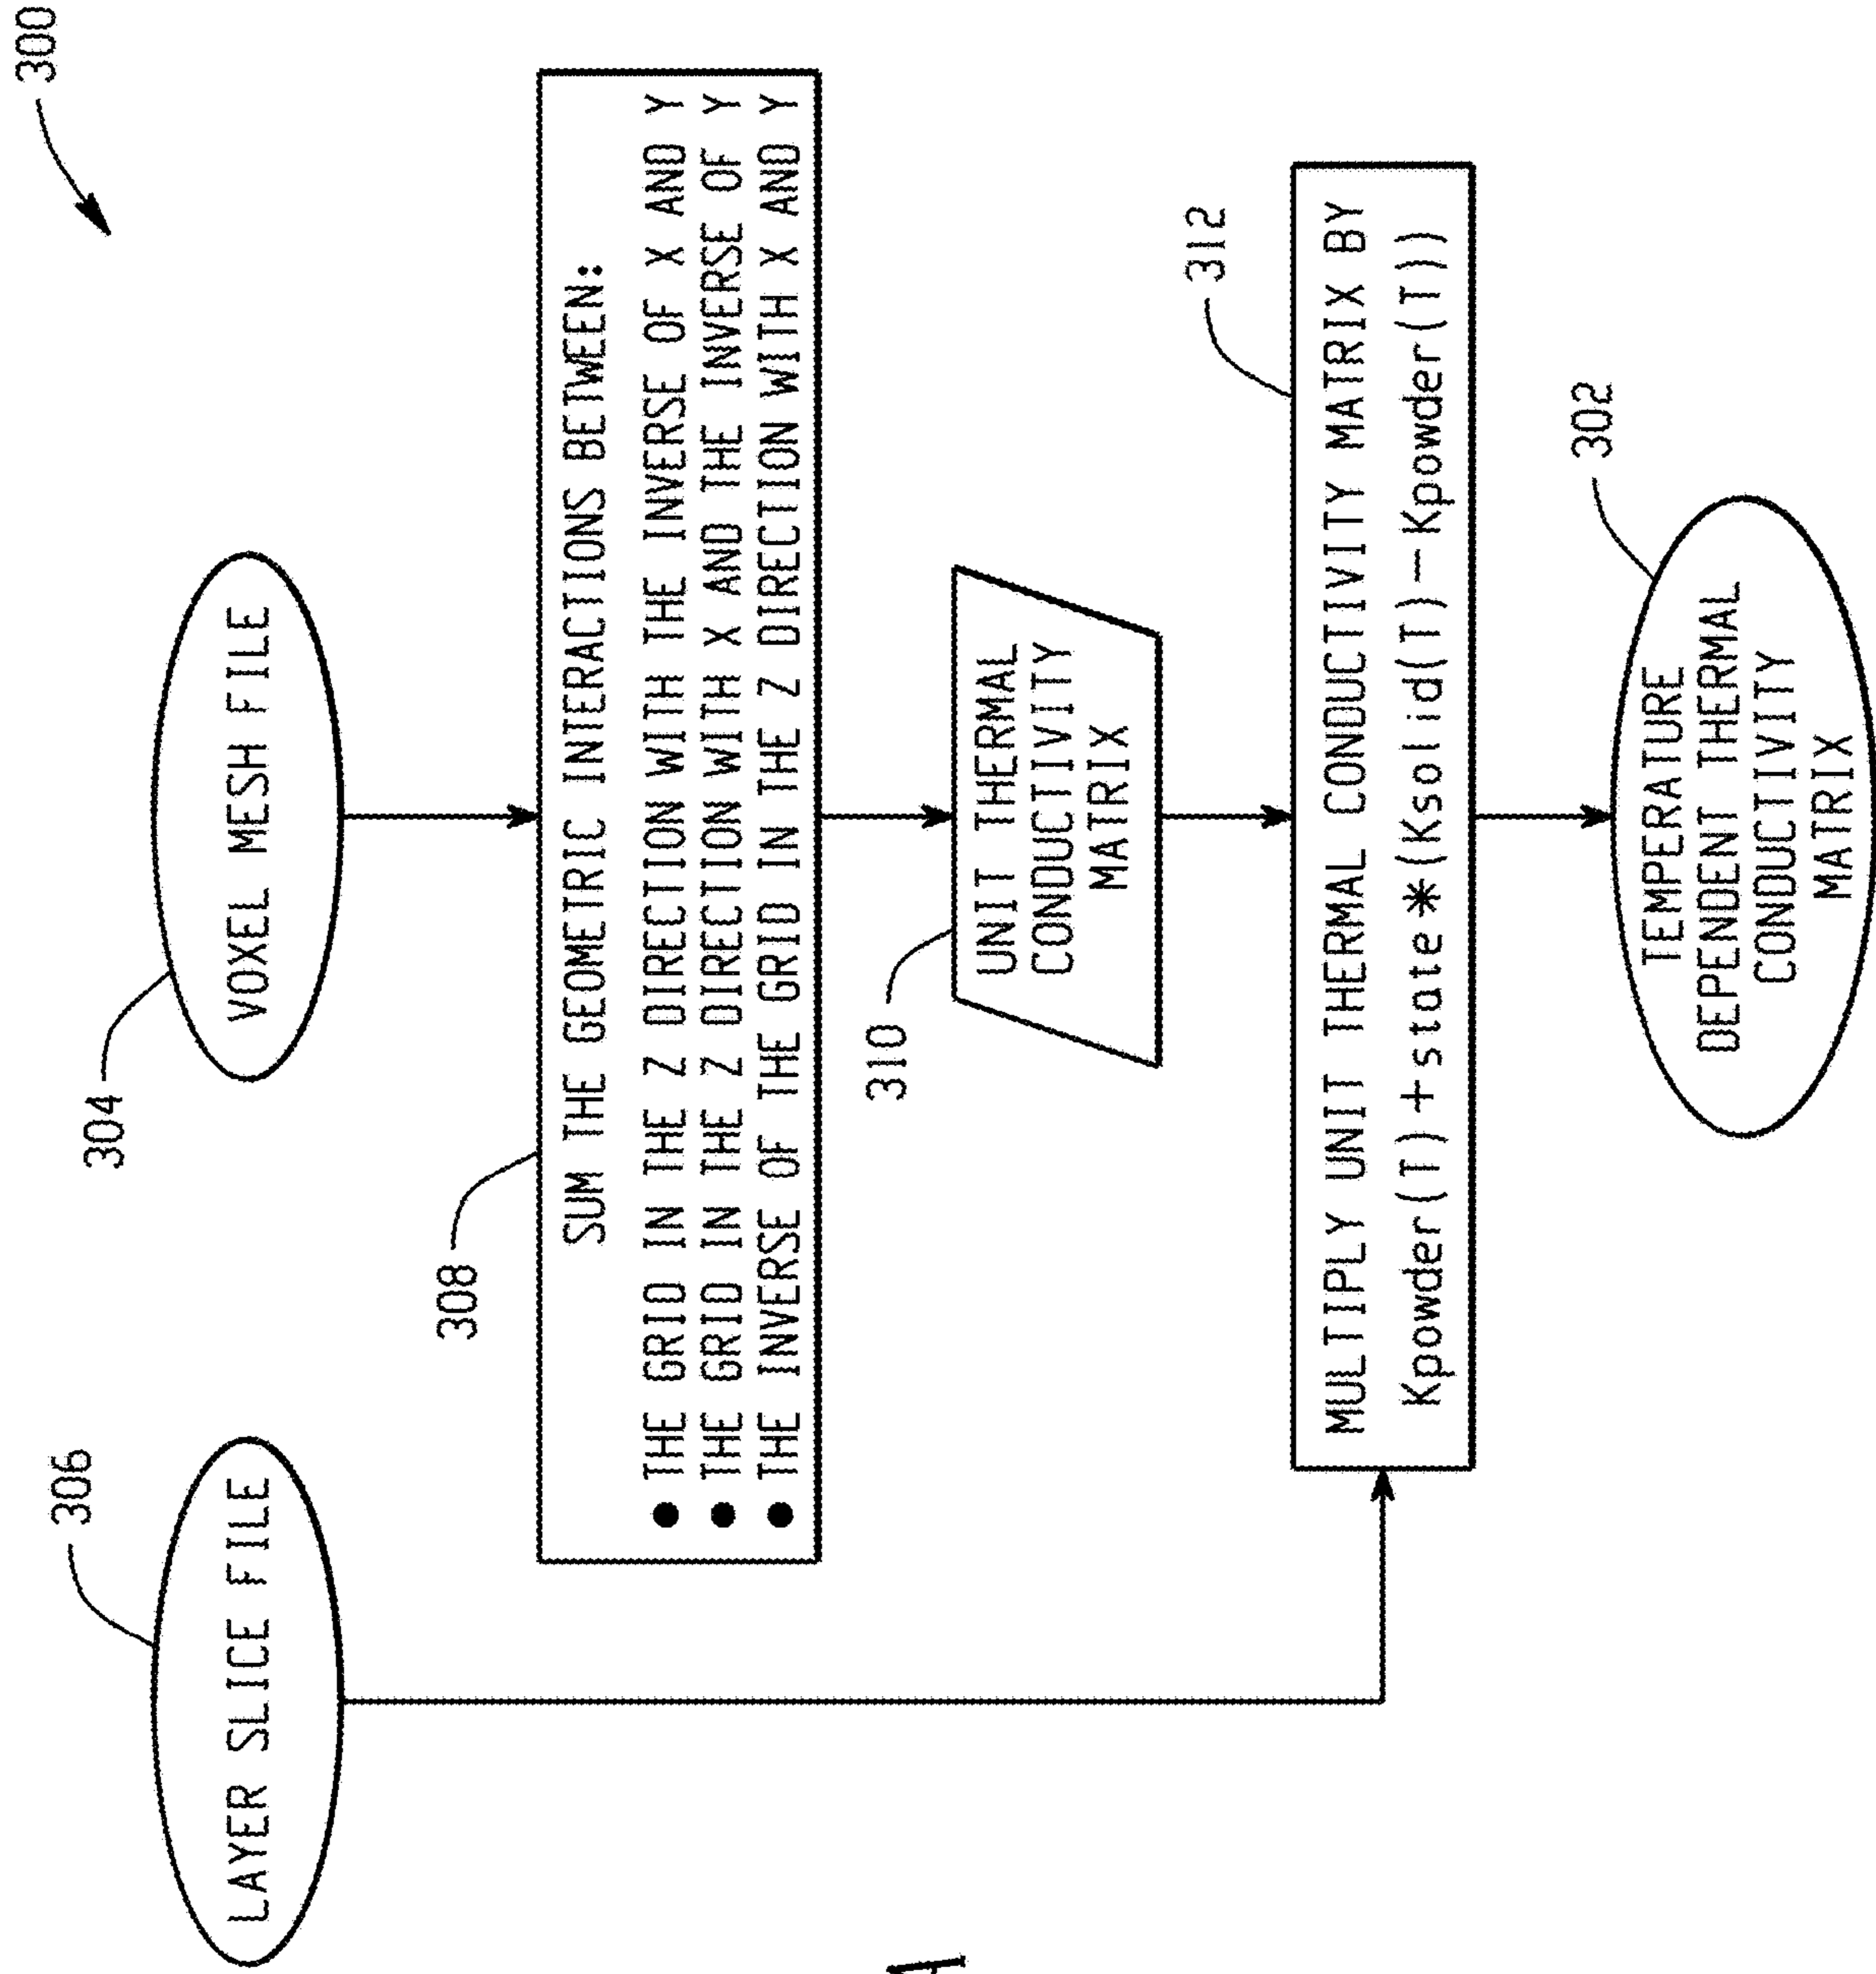 300
306
LAYER SLICE FILE
304
VOXEL MESH FILE
308
SUM THE GEOMETRIC INTERACTIONS BETWEEN:
● THE GRID IN THE Z DIRECTION WITH THE INVERSE OF X AND Y
● THE GRID IN THE Z DIRECTION WITH X AND THE INVERSE OF Y
● THE INVERSE OF THE GRID IN THE Z DIRECTION WITH X AND Y
310
UNIT THERMAL
CONDUCTIVITY
MATRIX
312
MULTIPLY UNIT THERMAL CONDUCTIVITY MATRIX BY
Kpowder(T)+state*(Ksolid(T)-Kpowder(T))
302
TEMPERATURE
DEPENDENT THERMAL
CONDUCTIVITY
MATRIX